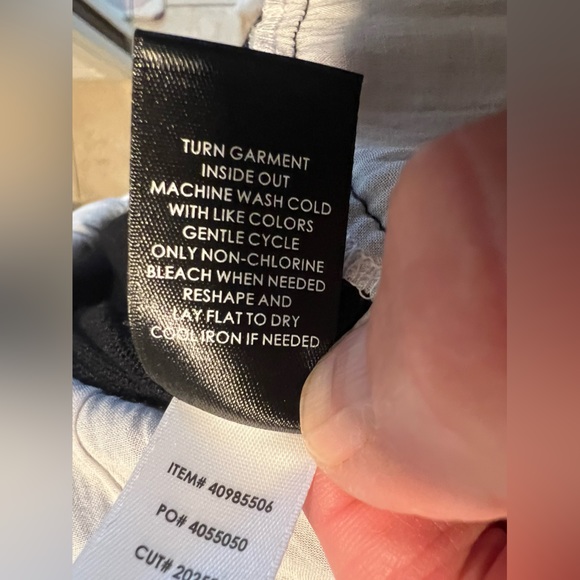 TURN GARMENT
INSIDE OUT
MACHINE WASH COLD
WITH LIKE COLORS
GENTLE CYCLE
ONLY NON-CHLORINE
BLEACH WHEN NEEDED
RESHAPE AND
LAY FLAT TO DRY
COOL IRON IF NEEDED
ITEM# 40985506
PO# 4055050
CUT#